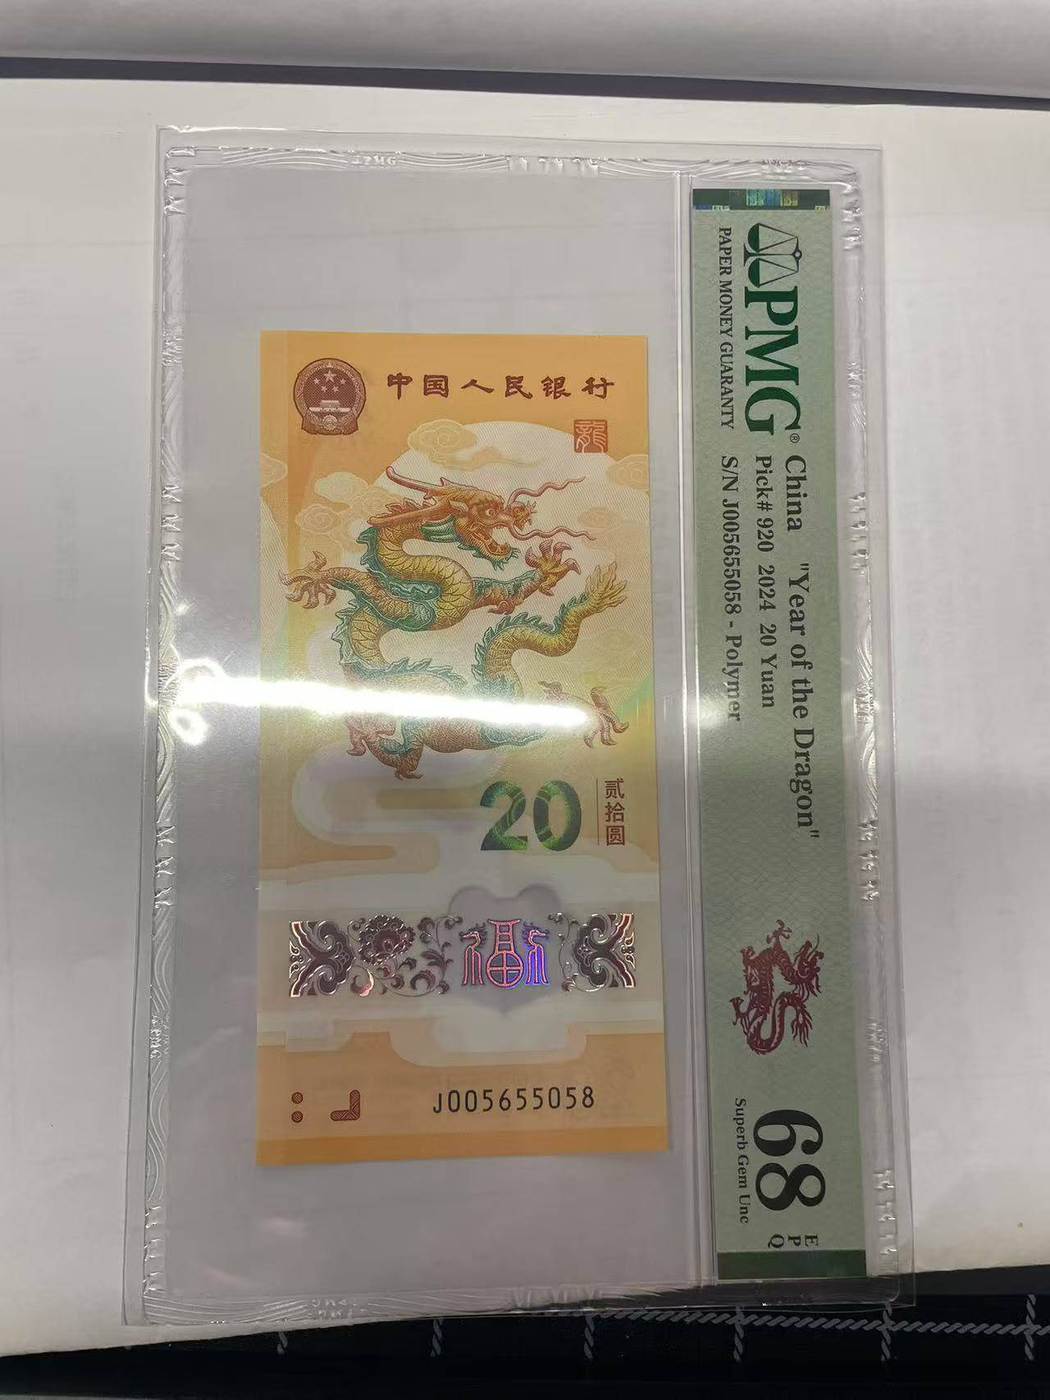 中国人民银行
龍
20
贰拾圆
福
J005655058
PMG®
PAPER MONEY GUARANTY
China "Year of the Dragon"
Pick# 920 2024 20 Yuan
S/N J005655058 - Polymer
68
EPQ
Superb Gem Unc